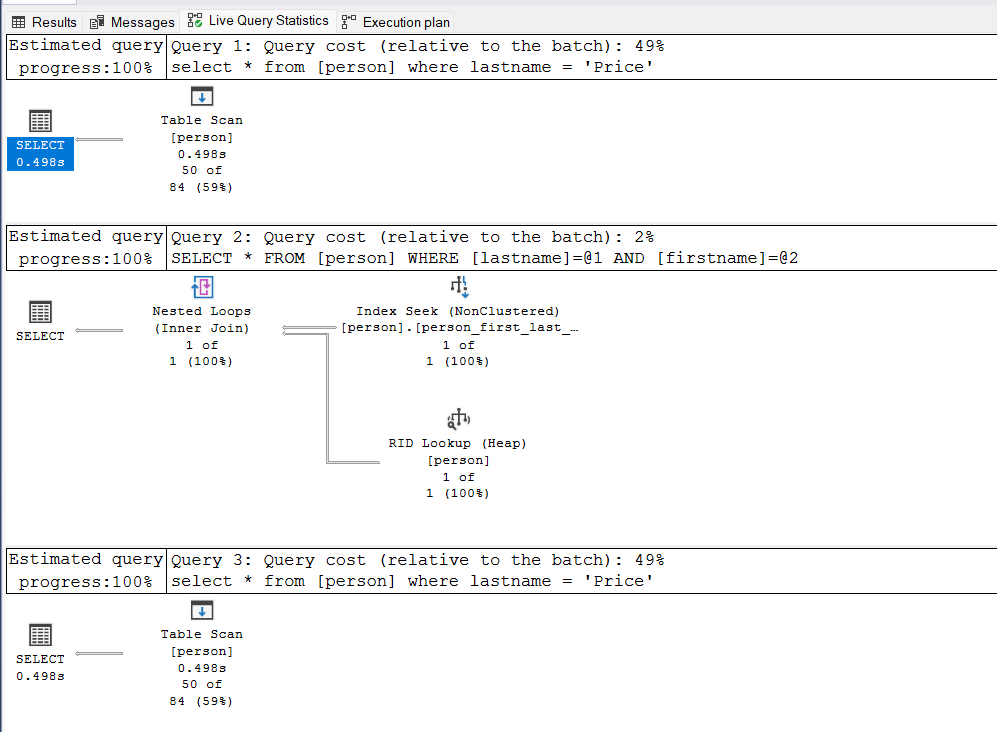 Results Messages Live Query Statistics Execution plan
Estimated query progress:100%
Query 1: Query cost (relative to the batch): 49%
select * from [person] where lastname = 'Price'
SELECT
0.498s
Table Scan
[person]
0.498s
50 of
84 (59%)
Estimated query progress:100%
Query 2: Query cost (relative to the batch): 2%
SELECT * FROM [person] WHERE [lastname]=@1 AND [firstname]=@2
SELECT
Nested Loops
(Inner Join)
1 of
1 (100%)
Index Seek (NonClustered)
[person].[person_first_last_…
1 of
1 (100%)
RID Lookup (Heap)
[person]
1 of
1 (100%)
Estimated query progress:100%
Query 3: Query cost (relative to the batch): 49%
select * from [person] where lastname = 'Price'
SELECT
0.498s
Table Scan
[person]
0.498s
50 of
84 (59%)